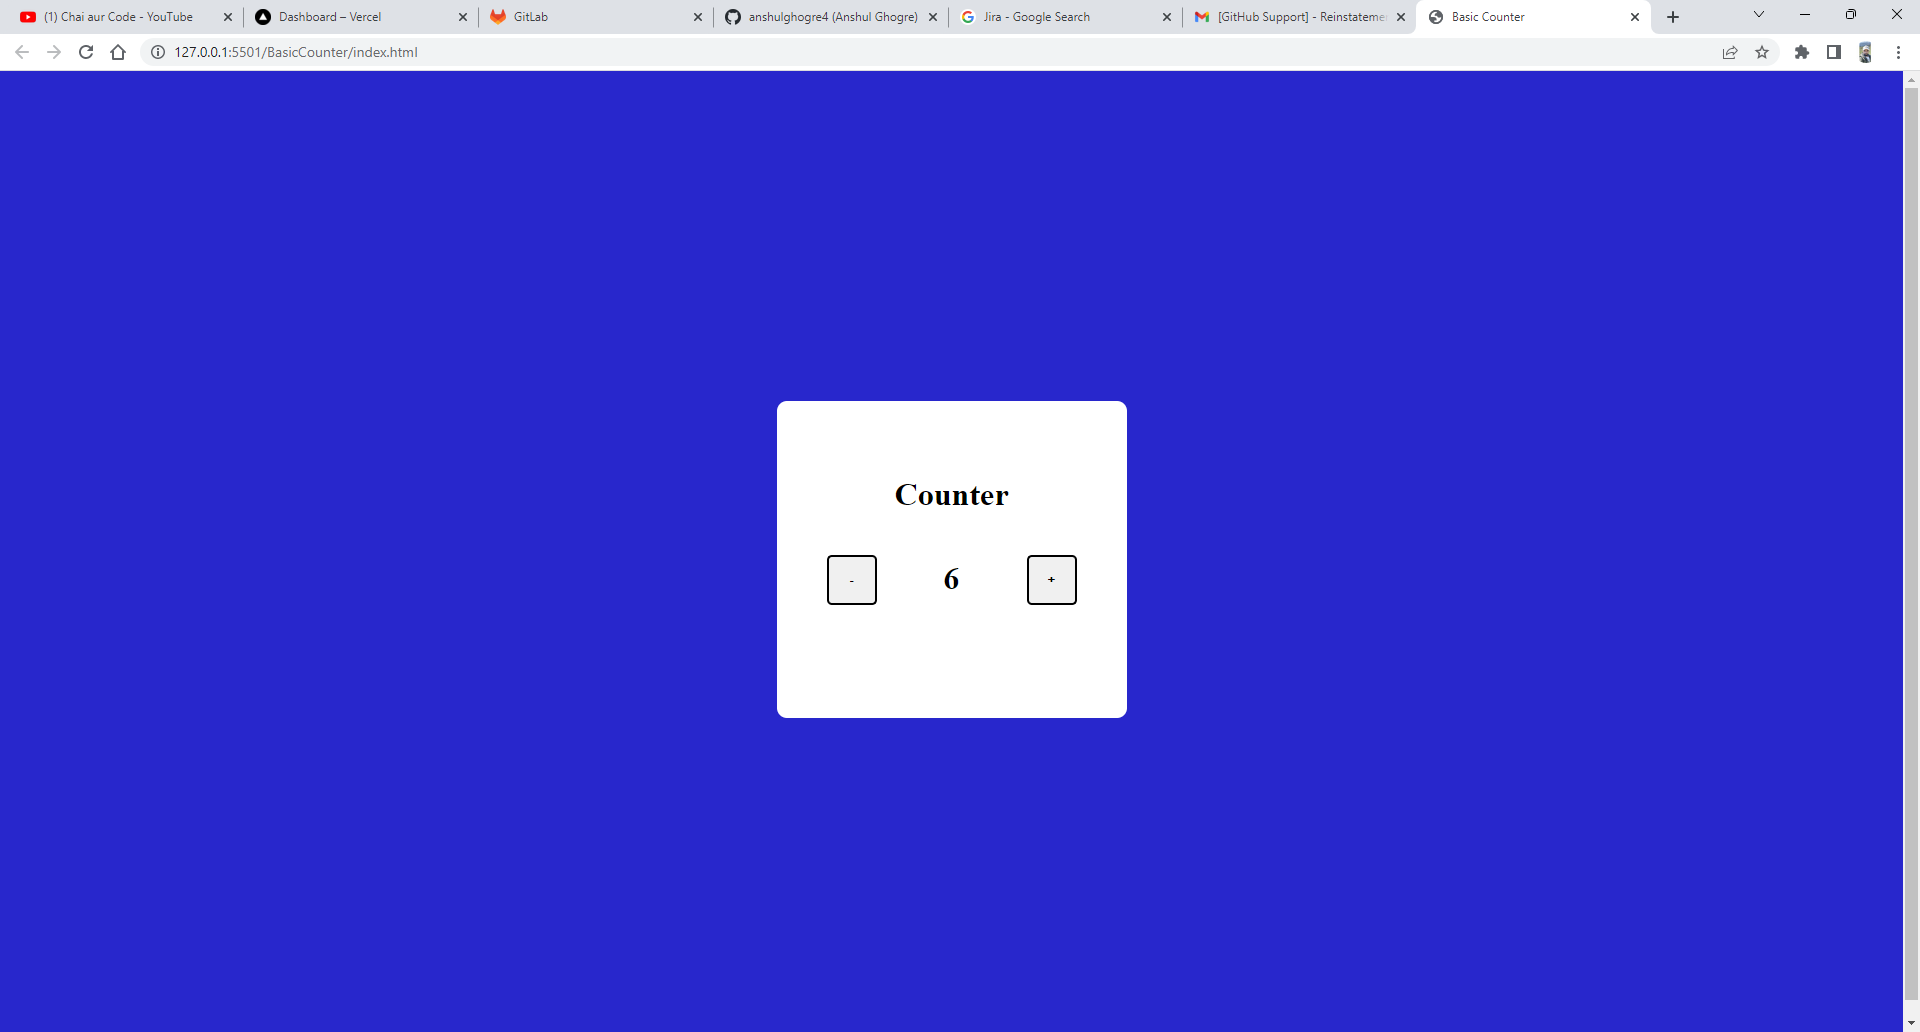 (1) Chai aur Code - YouTube
Dashboard – Vercel
GitLab
anshulghogre4 (Anshul Ghogre)
Jira - Google Search
[GitHub Support] - Reinstateme
Basic Counter
127.0.0.1:5501/BasicCounter/index.html
Counter
- 6 +